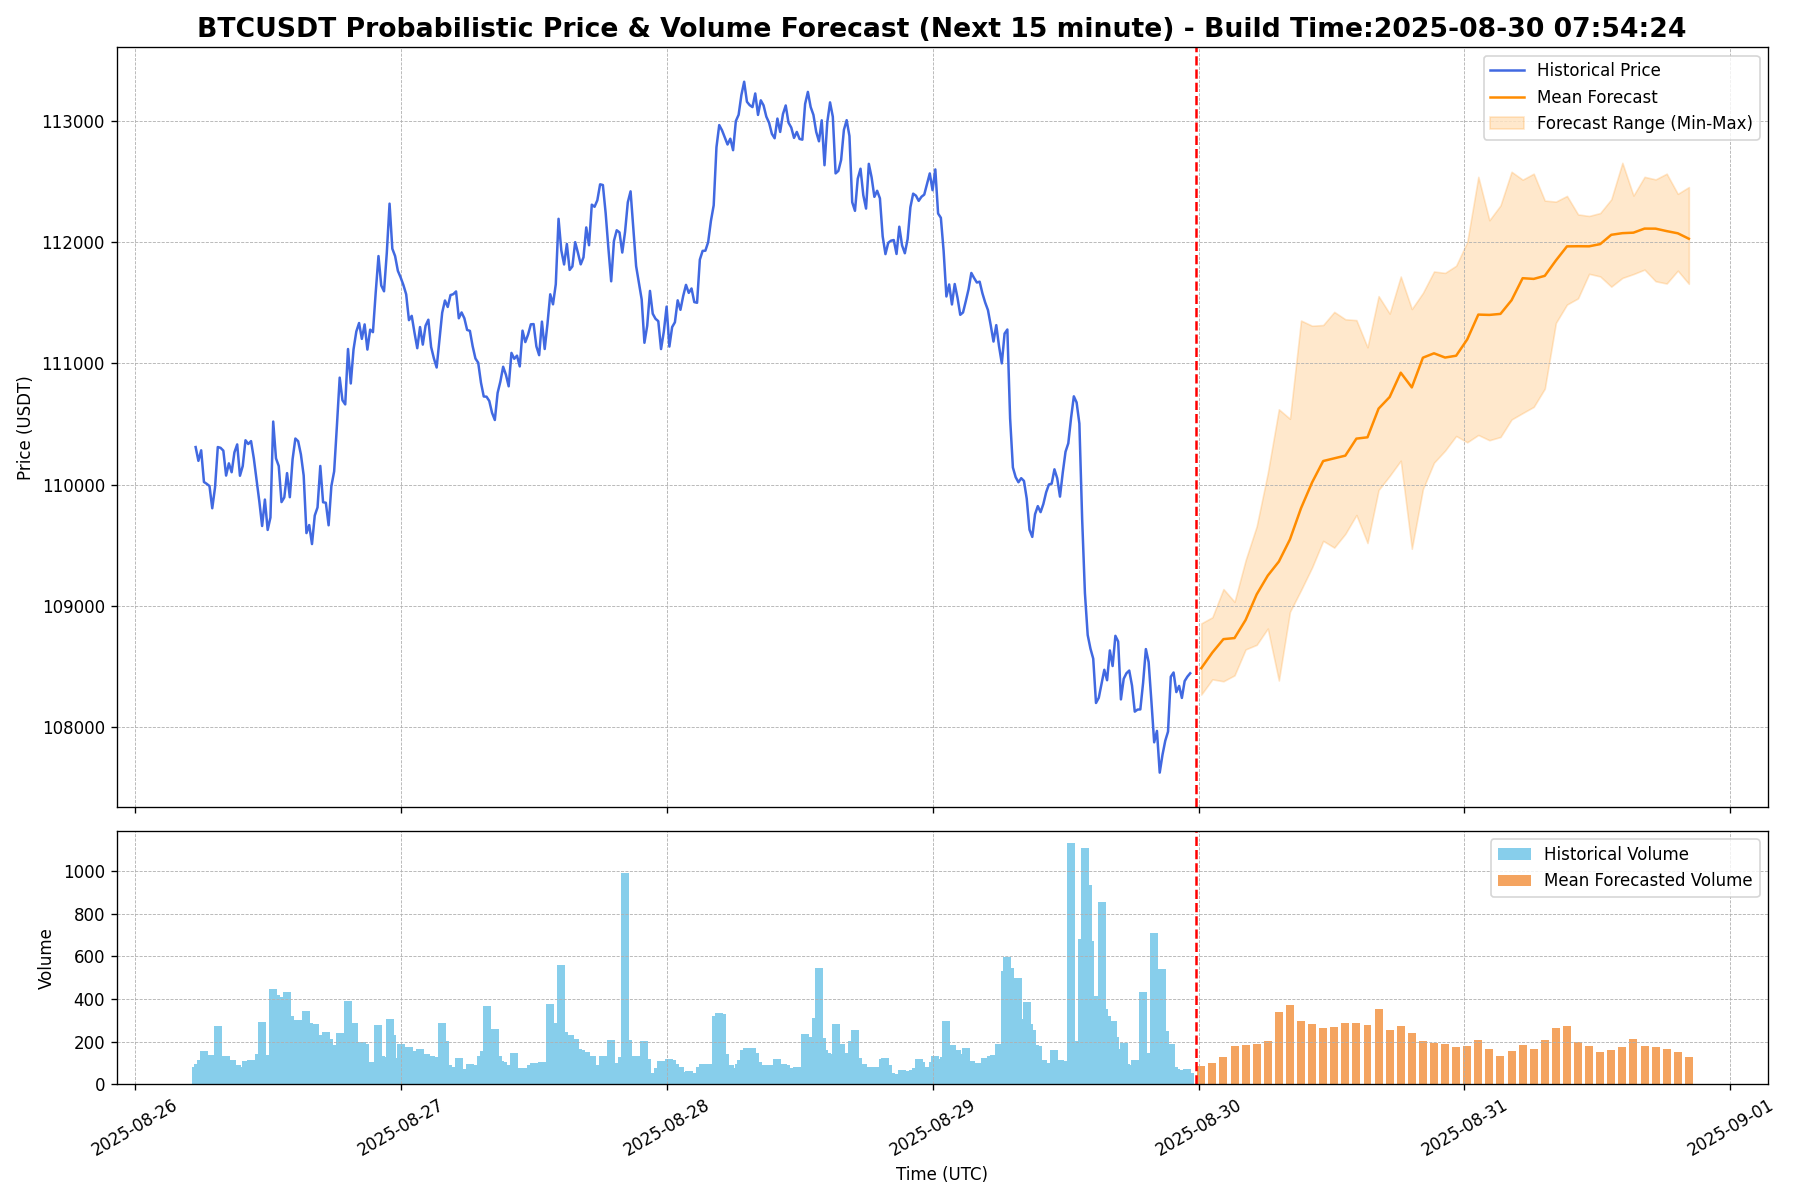 BTCUSDT Probabilistic Price & Volume Forecast (Next 15 minute) - Build Time:2025-08-30 07:54:24
Historical Price
Mean Forecast
Forecast Range (Min-Max)
113000
112000
111000
110000
109000
108000
Price (USDT)
Historical Volume
Mean Forecasted Volume
1000
800
600
400
200
0
Volume
2025-08-26
2025-08-27
2025-08-28
2025-08-29
2025-08-30
2025-08-31
2025-09-01
Time (UTC)